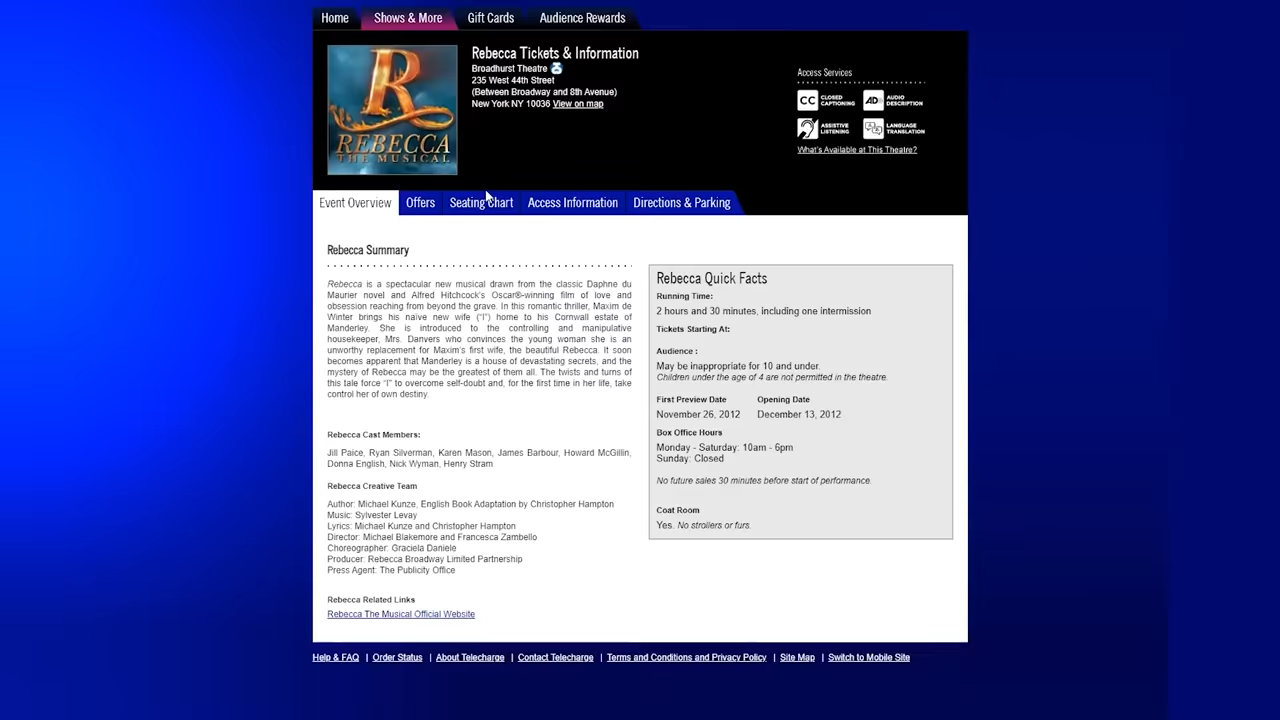 Home Shows & More Gift Cards Audience Rewards
R
REBECCA
THE MUSICAL
Rebecca Tickets & Information
Broadhurst Theatre
235 West 44th Street
(Between Broadway and 8th Avenue)
New York NY 10036 View on map
Access Services
CC CLOSED CAPTIONING
AD AUDIO DESCRIPTION
ASSISTIVE LISTENING
LANGUAGE TRANSLATION
What's Available at This Theatre?
Event Overview Offers Seating Chart Access Information Directions & Parking
Rebecca Summary
Rebecca is a spectacular new musical drawn from the classic Daphne du
Maurier novel and Alfred Hitchcock's Oscar®-winning film of love and
obsession reaching from beyond the grave. In this romantic thriller, Maxim de
Winter brings his naïve new wife ("I") home to his Cornwall estate of
Manderley. She is introduced to the controlling and manipulative
housekeeper, Mrs. Danvers who convinces the young woman she is an
unworthy replacement for Maxim's first wife, the beautiful Rebecca. It soon
becomes apparent that Manderley is a house of devastating secrets, and the
mystery of Rebecca may be the greatest of them all. The twists and turns of
this tale force "I" to overcome self-doubt and, for the first time in her life, take
control her of own destiny.
Rebecca Cast Members:
Jill Paice, Ryan Silverman, Karen Mason, James Barbour, Howard McGillin,
Donna English, Nick Wyman, Henry Stram
Rebecca Creative Team
Author: Michael Kunze, English Book Adaptation by Christopher Hampton
Music: Sylvester Levay
Lyrics: Michael Kunze and Christopher Hampton
Director: Michael Blakemore and Francesca Zambello
Choreographer: Graciela Daniele
Producer: Rebecca Broadway Limited Partnership
Press Agent: The Publicity Office
Rebecca Related Links
Rebecca The Musical Official Website
Rebecca Quick Facts
Running Time:
2 hours and 30 minutes, including one intermission
Tickets Starting At:
Audience :
May be inappropriate for 10 and under.
Children under the age of 4 are not permitted in the theatre.
First Preview Date Opening Date
November 26, 2012 December 13, 2012
Box Office Hours
Monday - Saturday: 10am - 6pm
Sunday: Closed
No future sales 30 minutes before start of performance.
Coat Room
Yes. No strollers or furs.
Help & FAQ | Order Status | About Telecharge | Contact Telecharge | Terms and Conditions and Privacy Policy | Site Map | Switch to Mobile Site